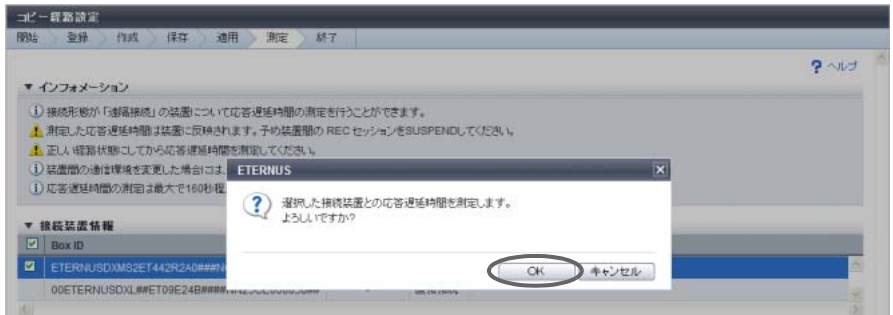 コピー経路設定
開始 登録 作成 保存 適用 測定 終了
? ヘルプ
▼ インフォメーション
接続形態が「遠隔接続」の装置について応答遅延時間の測定を行うことができます。
測定した応答遅延時間は装置に反映されます。予め装置間の REC セッションをSUSPENDしてください。
正しい経路状態にしてから応答遅延時間を測定してください。
装置間の通信環境を変更した場合には、
応答遅延時間の測定は最大で160秒程
ETERNUS
選択した接続装置との応答遅延時間を測定します。
よろしいですか?
OK キャンセル
▼ 接続装置情報
Box ID
ETERNUSDXMS2ET442R2A0###N
00ETERNUSDXL##ET09E24B####